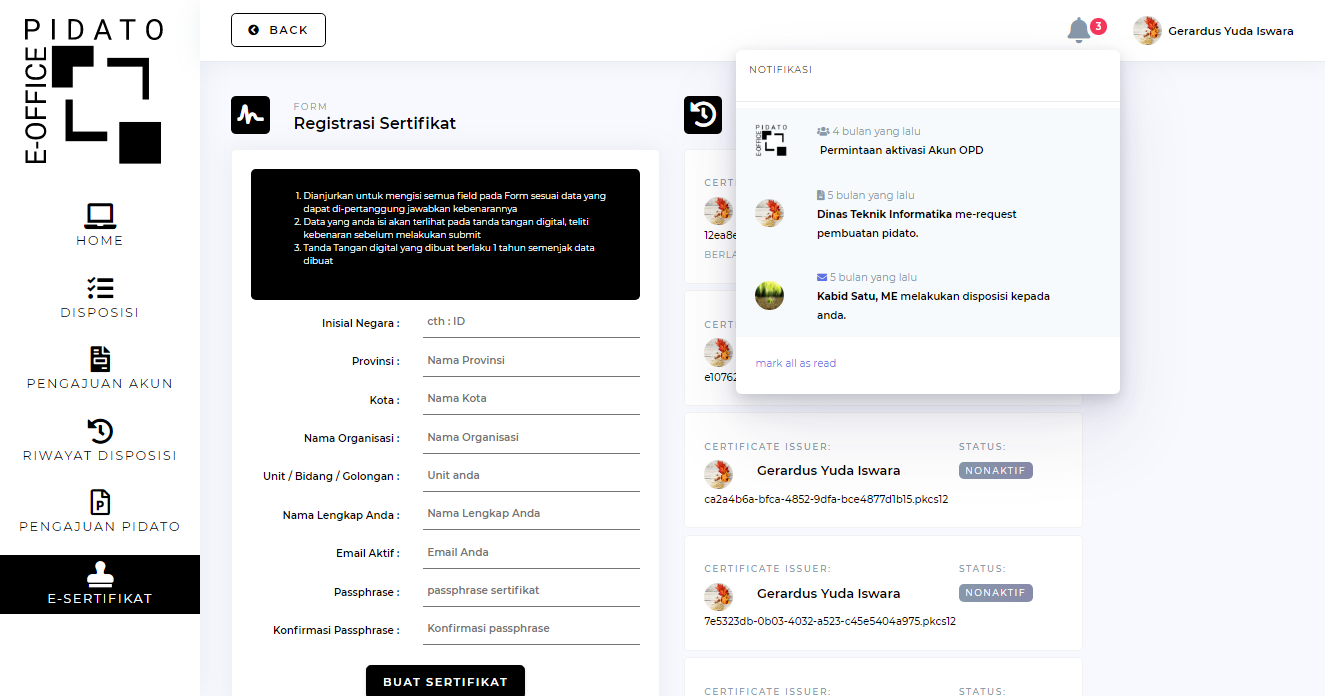 PIDATO
E-OFFICE
HOME
DISPOSISI
PENGAJUAN AKUN
RIWAYAT DISPOSISI
PENGAJUAN PIDATO
E-SERTIFIKAT
BACK
3
Gerardus Yuda Iswara
FORM
Registrasi Sertifikat
1. Dianjurkan untuk mengisi semua field pada Form sesuai data yang
dapat di-pertanggung jawabkan kebenarannya
2. Data yang anda isi akan terlihat pada tanda tangan digital, teliti
kebenaran sebelum melakukan submit
3. Tanda Tangan digital yang dibuat berlaku 1 tahun semenjak data
dibuat
Inisial Negara :
cth : ID
Provinsi :
Nama Provinsi
Kota :
Nama Kota
Nama Organisasi :
Nama Organisasi
Unit / Bidang / Golongan :
Unit anda
Nama Lengkap Anda :
Nama Lengkap Anda
Email Aktif :
Email Anda
Passphrase :
passphrase sertifikat
Konfirmasi Passphrase :
Konfirmasi passphrase
BUAT SERTIFIKAT
NOTIFIKASI
PIDATO
E-OFFICE
4 bulan yang lalu
Permintaan aktivasi Akun OPD
5 bulan yang lalu
Dinas Teknik Informatika me-request
pembuatan pidato.
5 bulan yang lalu
Kabid Satu, ME melakukan disposisi kepada
anda.
mark all as read
CERT
12ea8e
BERLA
CERT
e10762
CERTIFICATE ISSUER:
STATUS:
Gerardus Yuda Iswara
NONAKTIF
ca2a4b6a-bfca-4852-9dfa-bce4877d1b15.pkcs12
CERTIFICATE ISSUER:
STATUS:
Gerardus Yuda Iswara
NONAKTIF
7e5323db-0b03-4032-a523-c45e5404a975.pkcs12
CERTIFICATE ISSUER:
STATUS: